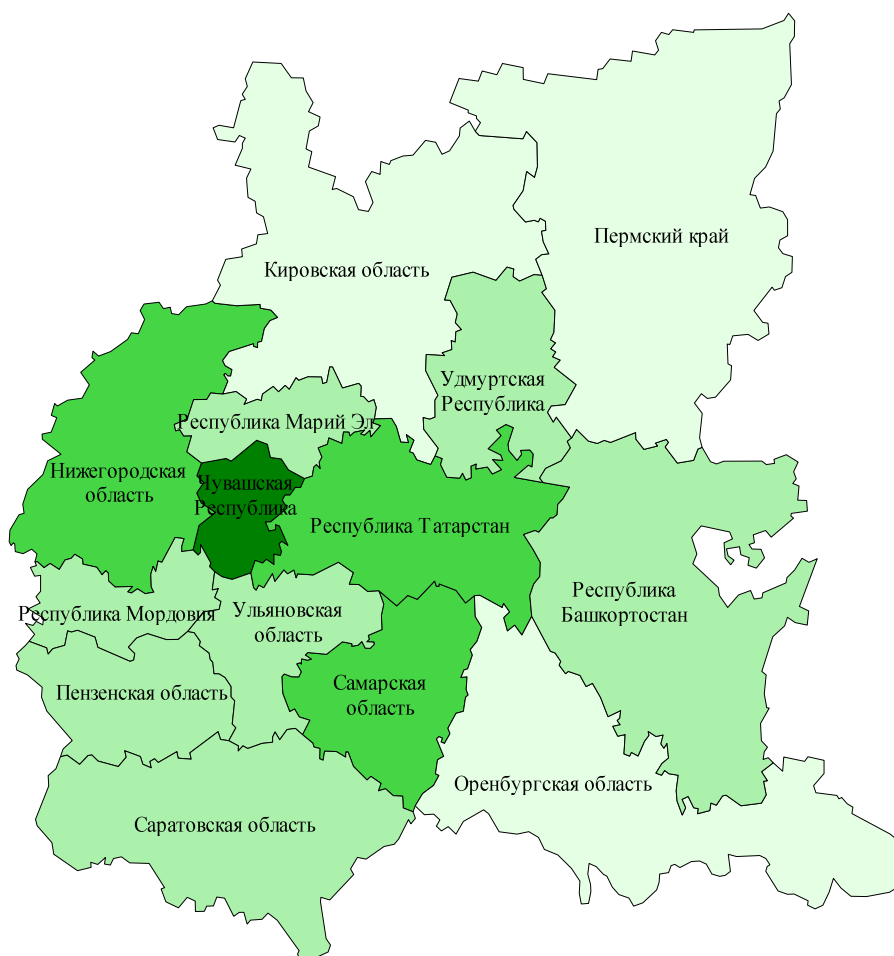 Пермский край
Кировская область
Удмуртская
Республика
Республика Марий Эл
Нижегородская
область
Чувашская
Республика
Республика Татарстан
Республика
Башкортостан
Республика Мордовия
Ульяновская
область
Пензенская область
Самарская
область
Оренбургская область
Саратовская область